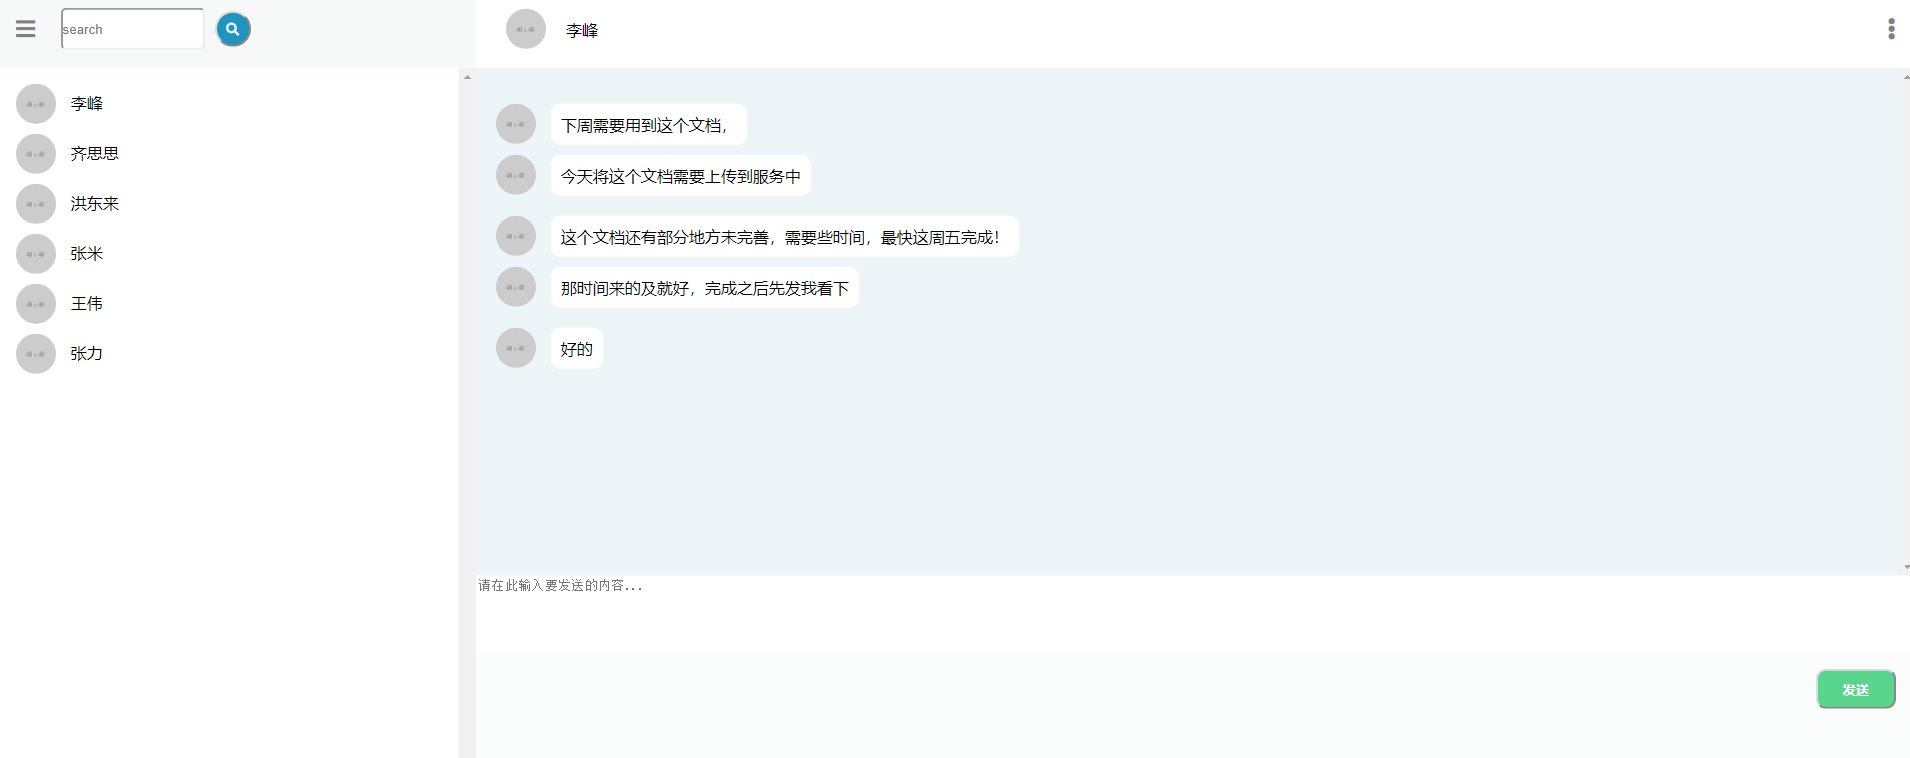 search
李峰
齐思思
洪东来
张米
王伟
张力
李峰
下周需要用到这个文档，
今天将这个文档需要上传到服务中
这个文档还有部分地方未完善，需要些时间，最快这周五完成！
那时间来的及就好，完成之后先发我看下
好的
请在此输入要发送的内容...
发送